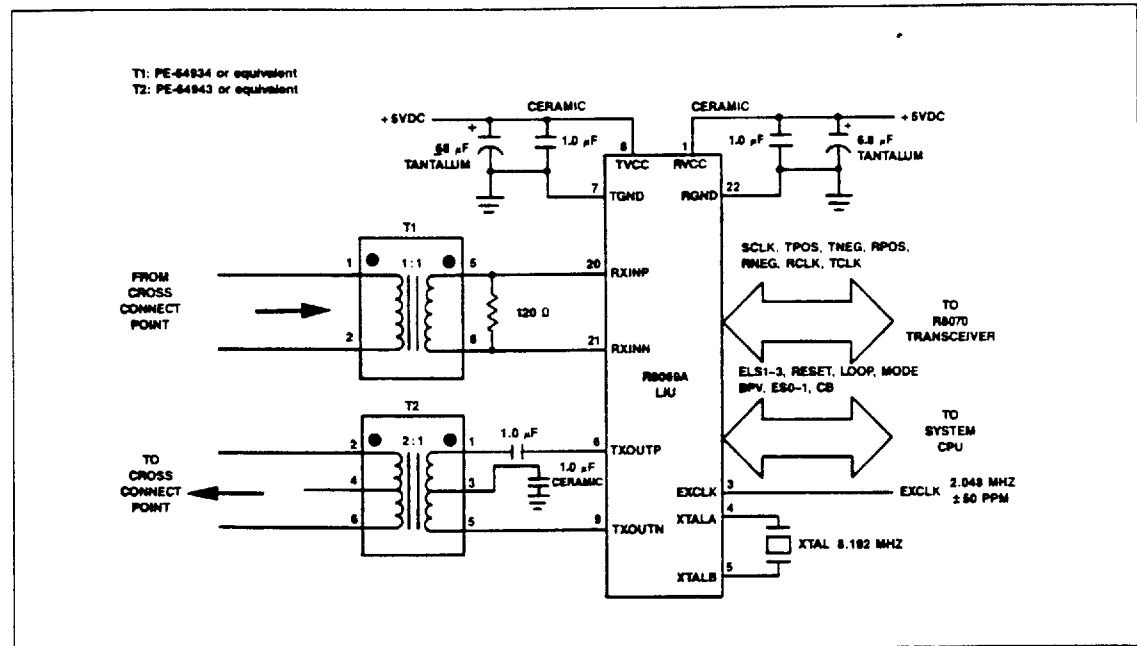 T1: PE-64934 or equivalent
T2: PE-64943 or equivalent
CERAMIC
CERAMIC
+5VDC
+
68 μF
TANTALUM
1.0 μF
8
TVCC
1
RVCC
1.0 μF
+
6.8 μF
TANTALUM
+5VDC
7
TGND
RGND
22
T1
1
1:1
5
2
6
FROM
CROSS
CONNECT
POINT
120 Ω
20
RXINP
21
RXINN
SCLK, TPOS, TNEG, RPOS,
RNEG, RCLK, TCLK
TO
R8070
TRANSCEIVER
R8069A
LIU
ELS1-3, RESET, LOOP, MODE
BPV, ES0-1, CB
TO
SYSTEM
CPU
T2
2
2:1
1
4
3
6
5
TO
CROSS
CONNECT
POINT
1.0 μF
1.0 μF
CERAMIC
6
TXOUTP
9
TXOUTN
EXCLK
3
EXCLK
2.048 MHZ
±50 PPM
XTALA
4
XTAL 8.192 MHZ
XTALB
5